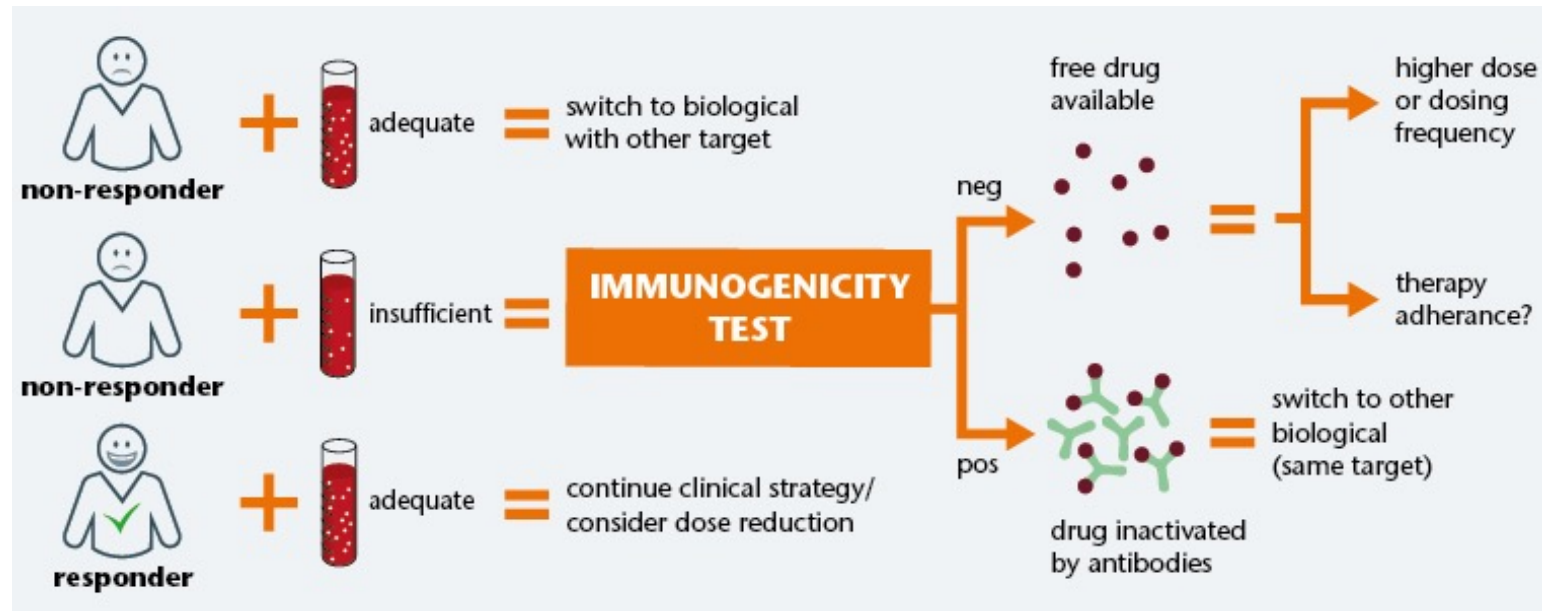 non-responder
adequate
switch to biological
with other target
non-responder
insufficient
IMMUNOGENICITY
TEST
responder
adequate
continue clinical strategy/
consider dose reduction
neg
free drug
available
higher dose
or dosing
frequency
therapy
adherance?
pos
drug inactivated
by antibodies
switch to other
biological
(same target)